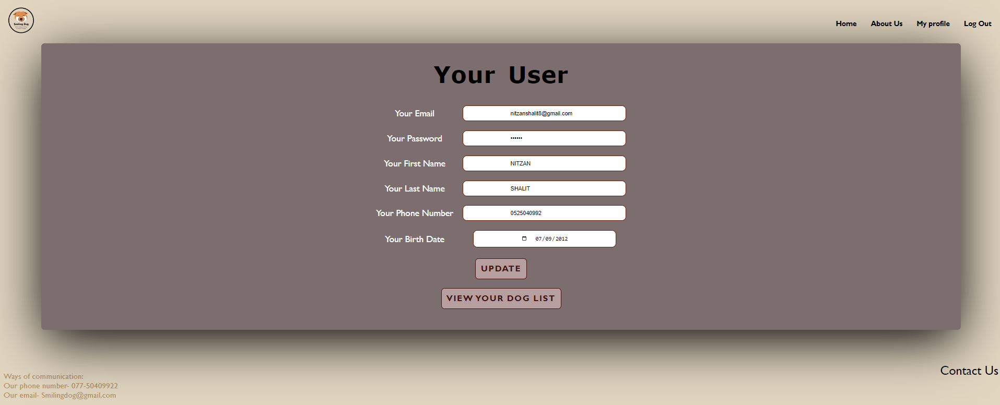 Smiling Dog
Home About Us My profile Log Out
Your User
Your Email nitzanshalit8@gmail.com
Your Password ••••••
Your First Name NITZAN
Your Last Name SHALIT
Your Phone Number 0525040992
Your Birth Date 07/09/2012
UPDATE
VIEW YOUR DOG LIST
Contact Us
Ways of communication:
Our phone number- 077-50409922
Our email- Smilingdog@gmail.com